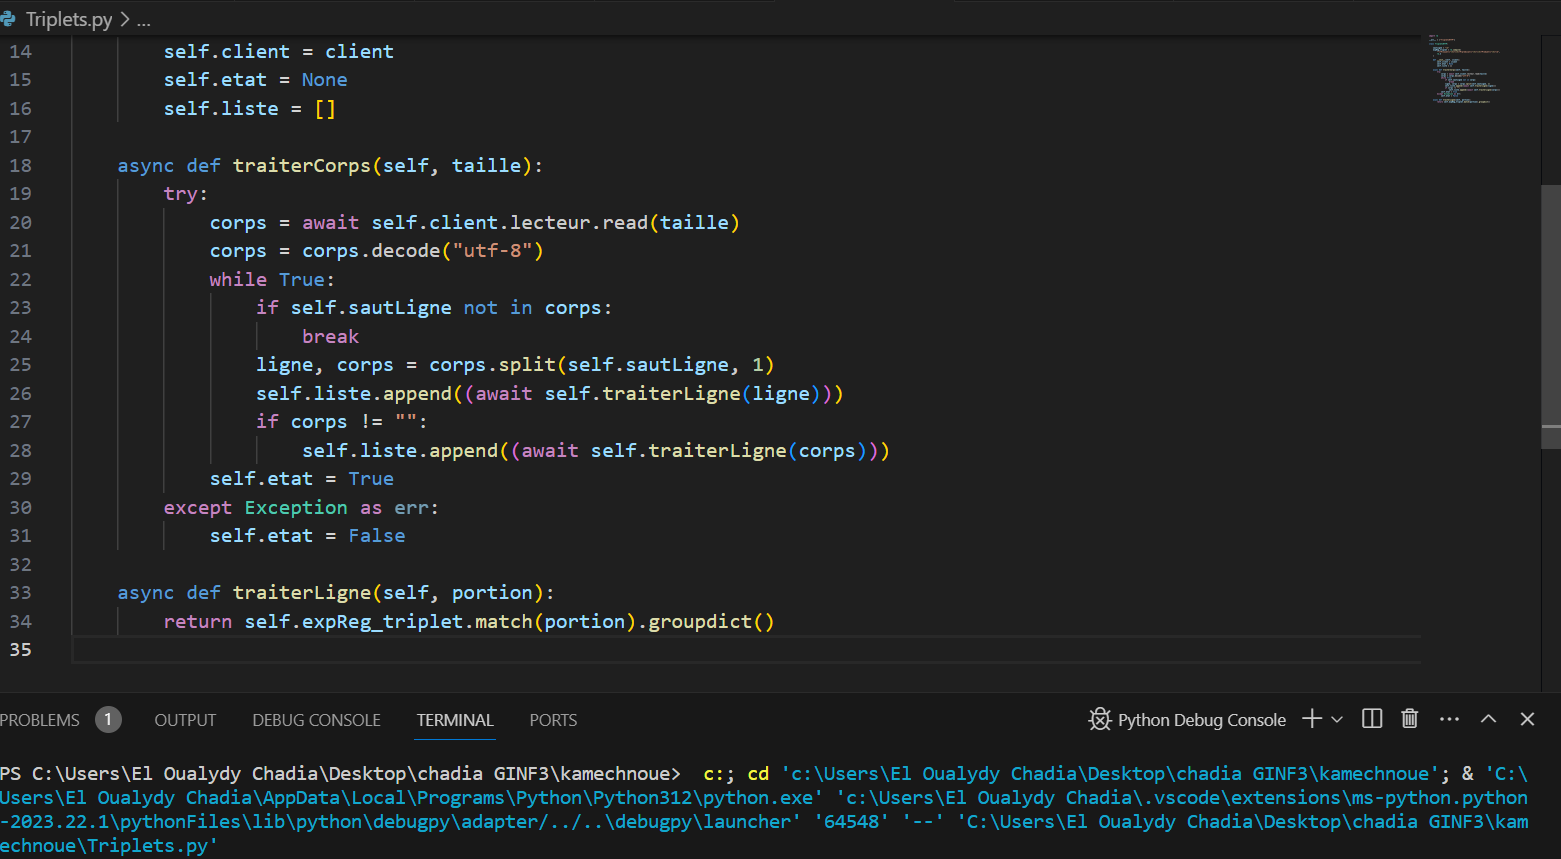 Triplets.py > ...
14 self.client = client
15 self.etat = None
16 self.liste = []
17
18 async def traiterCorps(self, taille):
19 try:
20 corps = await self.client.lecteur.read(taille)
21 corps = corps.decode("utf-8")
22 while True:
23 if self.sautLigne not in corps:
24 break
25 ligne, corps = corps.split(self.sautLigne, 1)
26 self.liste.append((await self.traiterLigne(ligne)))
27 if corps != "":
28 self.liste.append((await self.traiterLigne(corps)))
29 self.etat = True
30 except Exception as err:
31 self.etat = False
32
33 async def traiterLigne(self, portion):
34 return self.expReg_triplet.match(portion).groupdict()
35
PROBLEMS 1 OUTPUT DEBUG CONSOLE TERMINAL PORTS Python Debug Console
PS C:\Users\El Oualydy Chadia\Desktop\chadia GINF3\kamechnoue> c:; cd 'c:\Users\El Oualydy Chadia\Desktop\chadia GINF3\kamechnoue'; & 'C:\
Users\El Oualydy Chadia\AppData\Local\Programs\Python\Python312\python.exe' 'c:\Users\El Oualydy Chadia\.vscode\extensions\ms-python.python
-2023.22.1\pythonFiles\lib\python\debugpy\adapter/../..\debugpy\launcher' '64548' '--' 'C:\Users\El Oualydy Chadia\Desktop\chadia GINF3\kam
echnoue\Triplets.py'